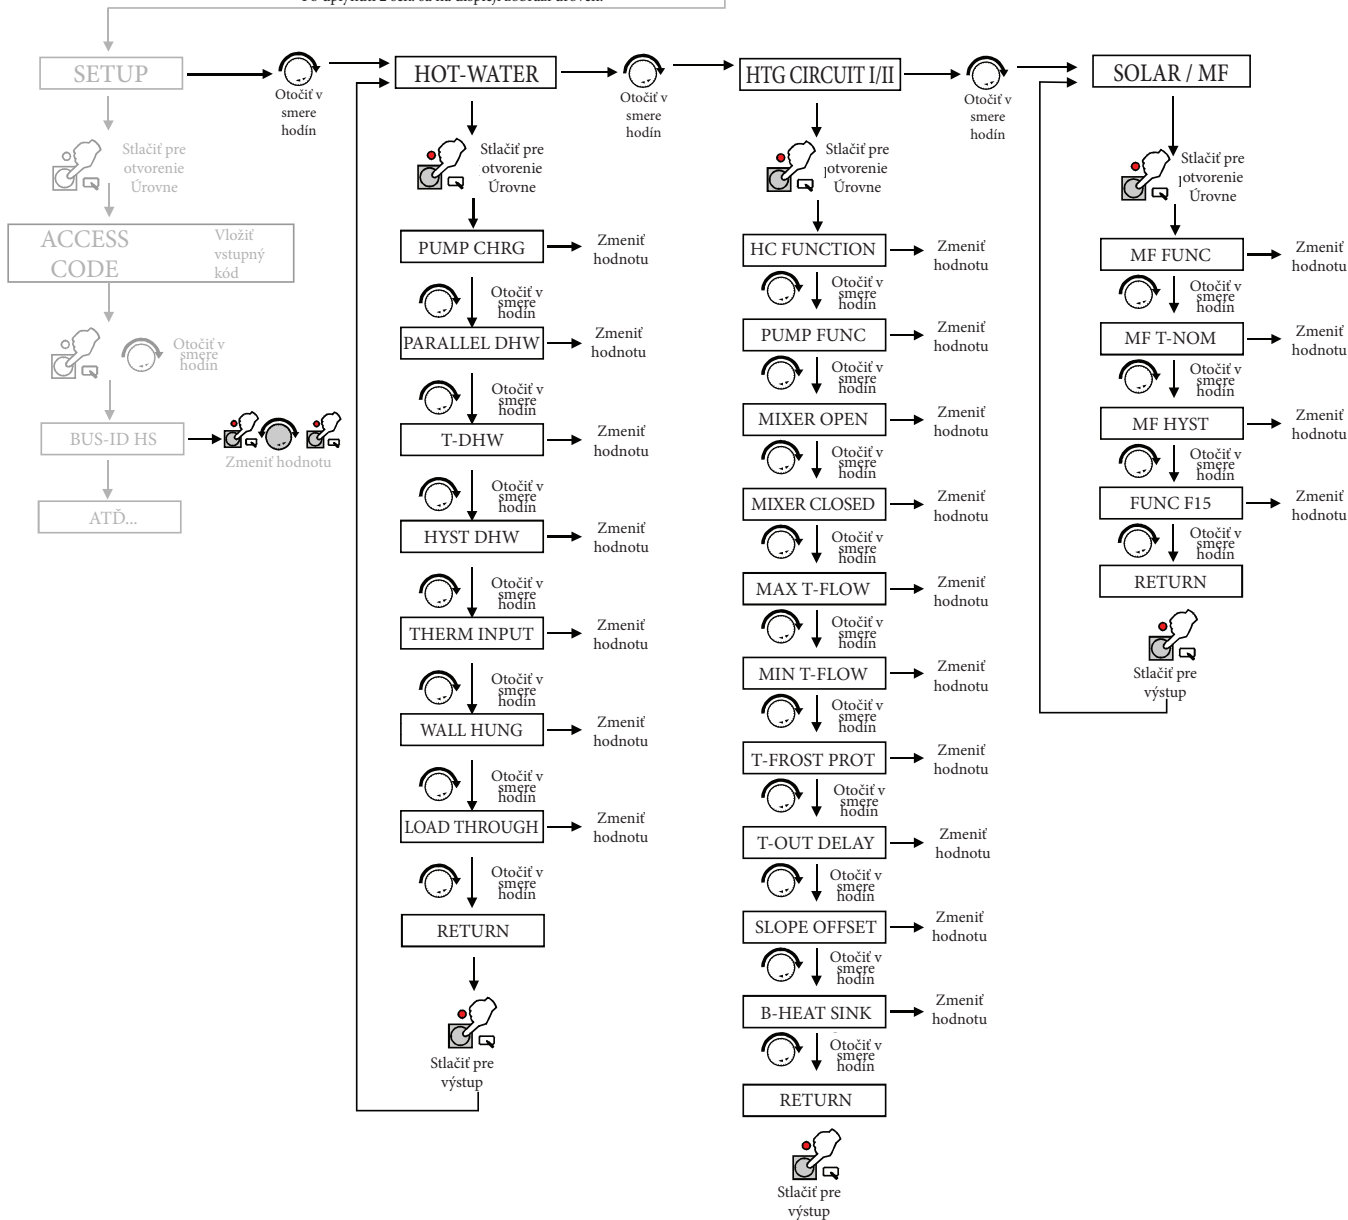 SETUP
Otočiť v
smere
hodín
Stlačiť pre
otvorenie
Úrovne
ACCESS
CODE
Vložiť
vstupný
kód
Otočiť v
smere
hodín
BUS-ID HS
Zmeniť hodnotu
ATĎ...
HOT-WATER
Otočiť v
smere
hodín
Stlačiť pre
otvorenie
Úrovne
PUMP CHRG
Zmeniť
hodnotu
Otočiť v
smere
hodín
PARALLEL DHW
Zmeniť
hodnotu
Otočiť v
smere
hodín
T-DHW
Zmeniť
hodnotu
Otočiť v
smere
hodín
HYST DHW
Zmeniť
hodnotu
Otočiť v
smere
hodín
THERM INPUT
Zmeniť
hodnotu
Otočiť v
smere
hodín
WALL HUNG
Zmeniť
hodnotu
Otočiť v
smere
hodín
LOAD THROUGH
Zmeniť
hodnotu
Otočiť v
smere
hodín
RETURN
Stlačiť pre
výstup
HTG CIRCUIT I/II
Otočiť v
smere
hodín
Stlačiť pre
otvorenie
Úrovne
HC FUNCTION
Zmeniť
hodnotu
Otočiť v
smere
hodín
PUMP FUNC
Zmeniť
hodnotu
Otočiť v
smere
hodín
MIXER OPEN
Zmeniť
hodnotu
Otočiť v
smere
hodín
MIXER CLOSED
Zmeniť
hodnotu
Otočiť v
smere
hodín
MAX T-FLOW
Zmeniť
hodnotu
Otočiť v
smere
hodín
MIN T-FLOW
Zmeniť
hodnotu
Otočiť v
smere
hodín
T-FROST PROT
Zmeniť
hodnotu
Otočiť v
smere
hodín
T-OUT DELAY
Zmeniť
hodnotu
Otočiť v
smere
hodín
SLOPE OFFSET
Zmeniť
hodnotu
Otočiť v
smere
hodín
B-HEAT SINK
Zmeniť
hodnotu
Otočiť v
smere
hodín
RETURN
Stlačiť pre
výstup
SOLAR / MF
Stlačiť pre
otvorenie
Úrovne
MF FUNC
Zmeniť
hodnotu
Otočiť v
smere
hodín
MF T-NOM
Zmeniť
hodnotu
Otočiť v
smere
hodín
MF HYST
Zmeniť
hodnotu
Otočiť v
smere
hodín
FUNC F15
Zmeniť
hodnotu
Otočiť v
smere
hodín
RETURN
Stlačiť pre
výstup